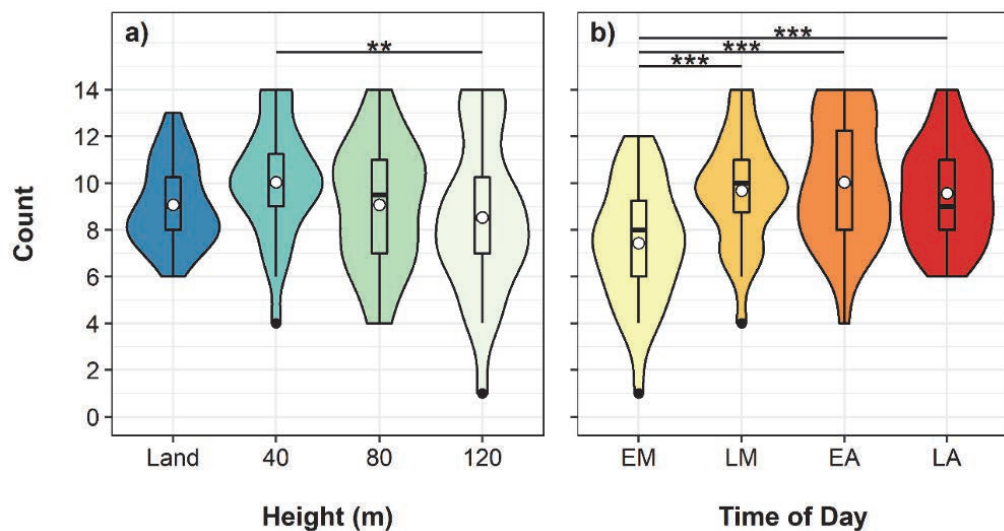 a)
**
b)
***
***
***
Count
14
12
10
8
6
4
2
0
Land 40 80 120
EM LM EA LA
Height (m)
Time of Day